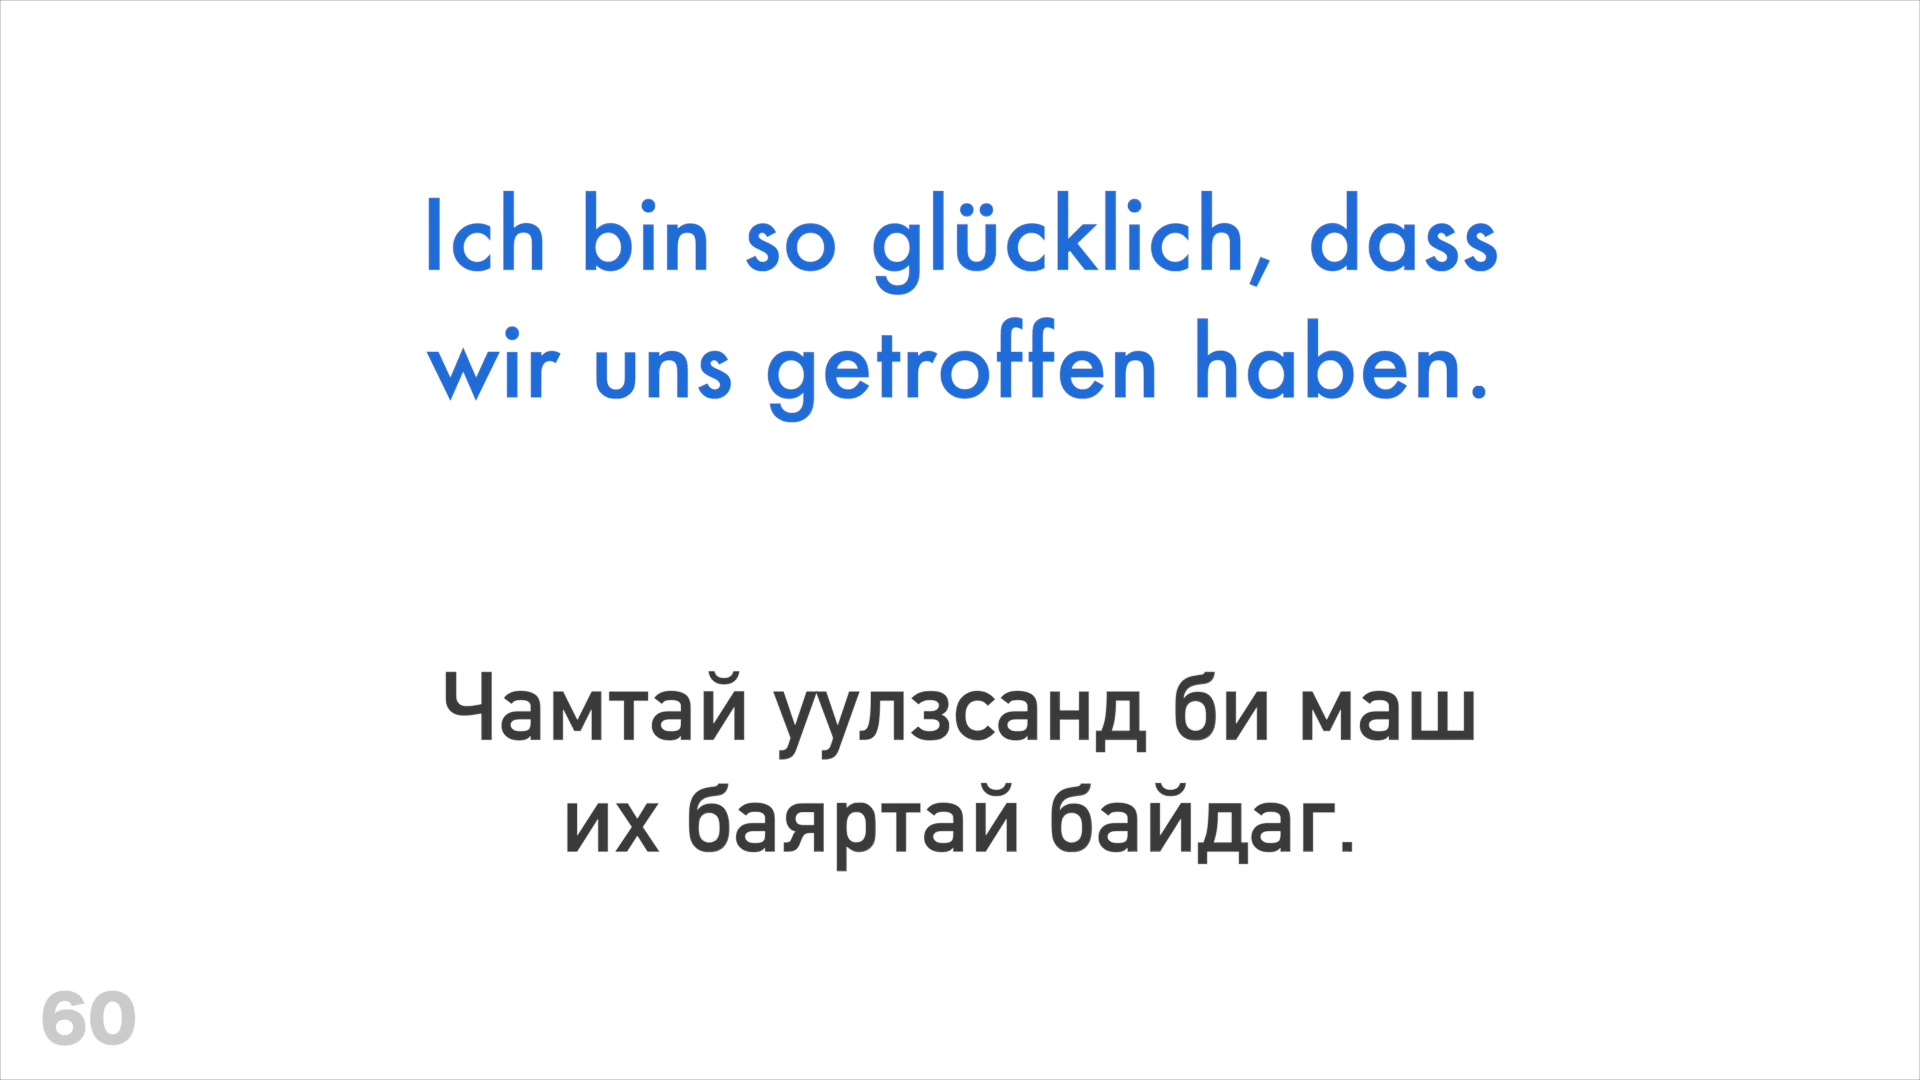 Ich bin so glücklich, dass
wir uns getroffen haben.
Чамтай уулзсанд би маш
их баяртай байдаг.
60